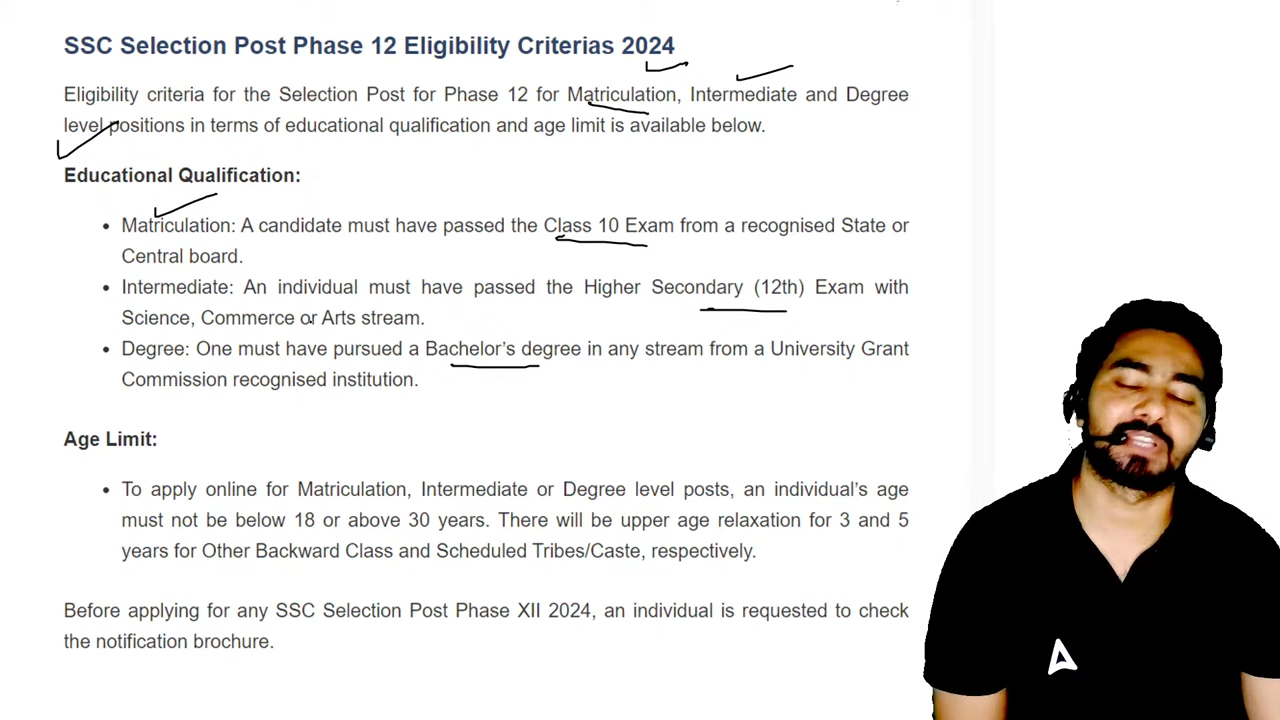 SSC Selection Post Phase 12 Eligibility Criterias 2024
Eligibility criteria for the Selection Post for Phase 12 for Matriculation, Intermediate and Degree
level positions in terms of educational qualification and age limit is available below.
Educational Qualification:
• Matriculation: A candidate must have passed the Class 10 Exam from a recognised State or
Central board.
• Intermediate: An individual must have passed the Higher Secondary (12th) Exam with
Science, Commerce or Arts stream.
• Degree: One must have pursued a Bachelor’s degree in any stream from a University Grant
Commission recognised institution.
Age Limit:
• To apply online for Matriculation, Intermediate or Degree level posts, an individual’s age
must not be below 18 or above 30 years. There will be upper age relaxation for 3 and 5
years for Other Backward Class and Scheduled Tribes/Caste, respectively.
Before applying for any SSC Selection Post Phase XII 2024, an individual is requested to check
the notification brochure.